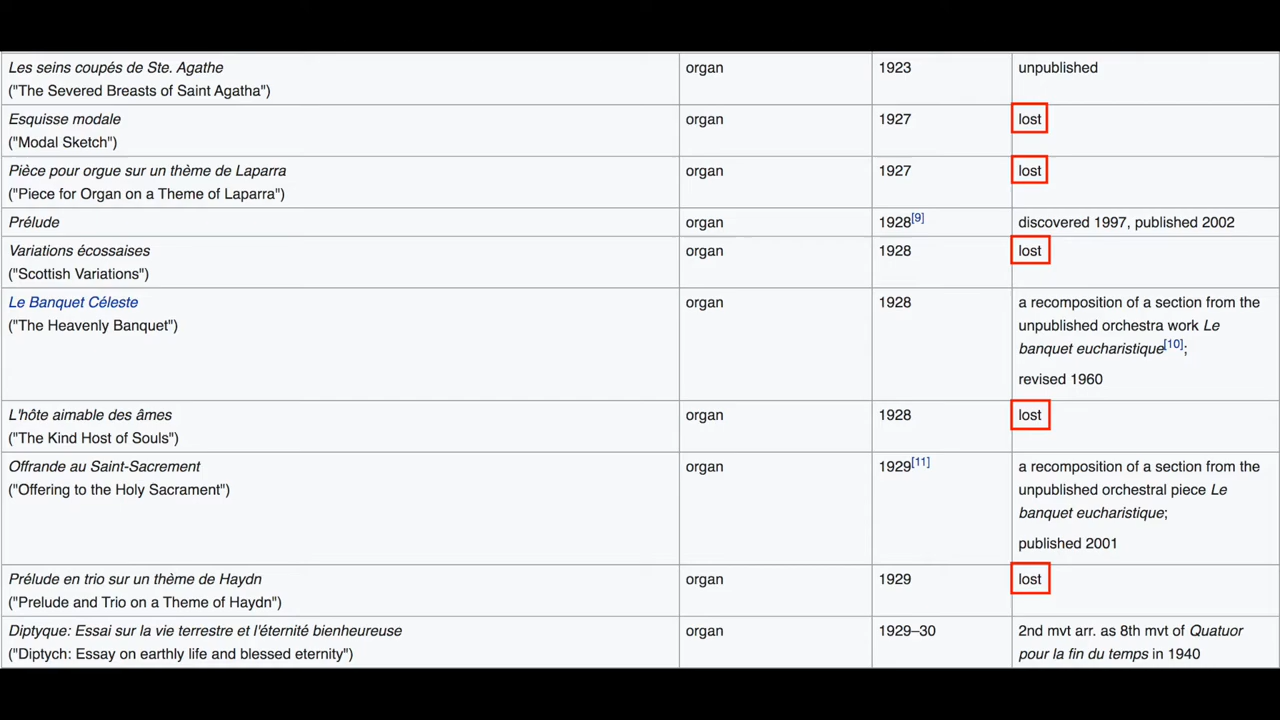 Les seins coupés de Ste. Agathe organ 1923 unpublished
("The Severed Breasts of Saint Agatha")
Esquisse modale organ 1927 lost
("Modal Sketch")
Pièce pour orgue sur un thème de Laparra organ 1927 lost
("Piece for Organ on a Theme of Laparra")
Prélude organ 1928[9] discovered 1997, published 2002
Variations écossaises organ 1928 lost
("Scottish Variations")
Le Banquet Céleste organ 1928 a recomposition of a section from the
("The Heavenly Banquet") unpublished orchestra work Le
banquet eucharistique[10];
revised 1960
L'hôte aimable des âmes organ 1928 lost
("The Kind Host of Souls")
Offrande au Saint-Sacrement organ 1929[11] a recomposition of a section from the
("Offering to the Holy Sacrament") unpublished orchestral piece Le
banquet eucharistique;
published 2001
Prélude en trio sur un thème de Haydn organ 1929 lost
("Prelude and Trio on a Theme of Haydn")
Diptyque: Essai sur la vie terrestre et l'éternité bienheureuse organ 1929–30 2nd mvt arr. as 8th mvt of Quatuor
("Diptych: Essay on earthly life and blessed eternity") pour la fin du temps in 1940